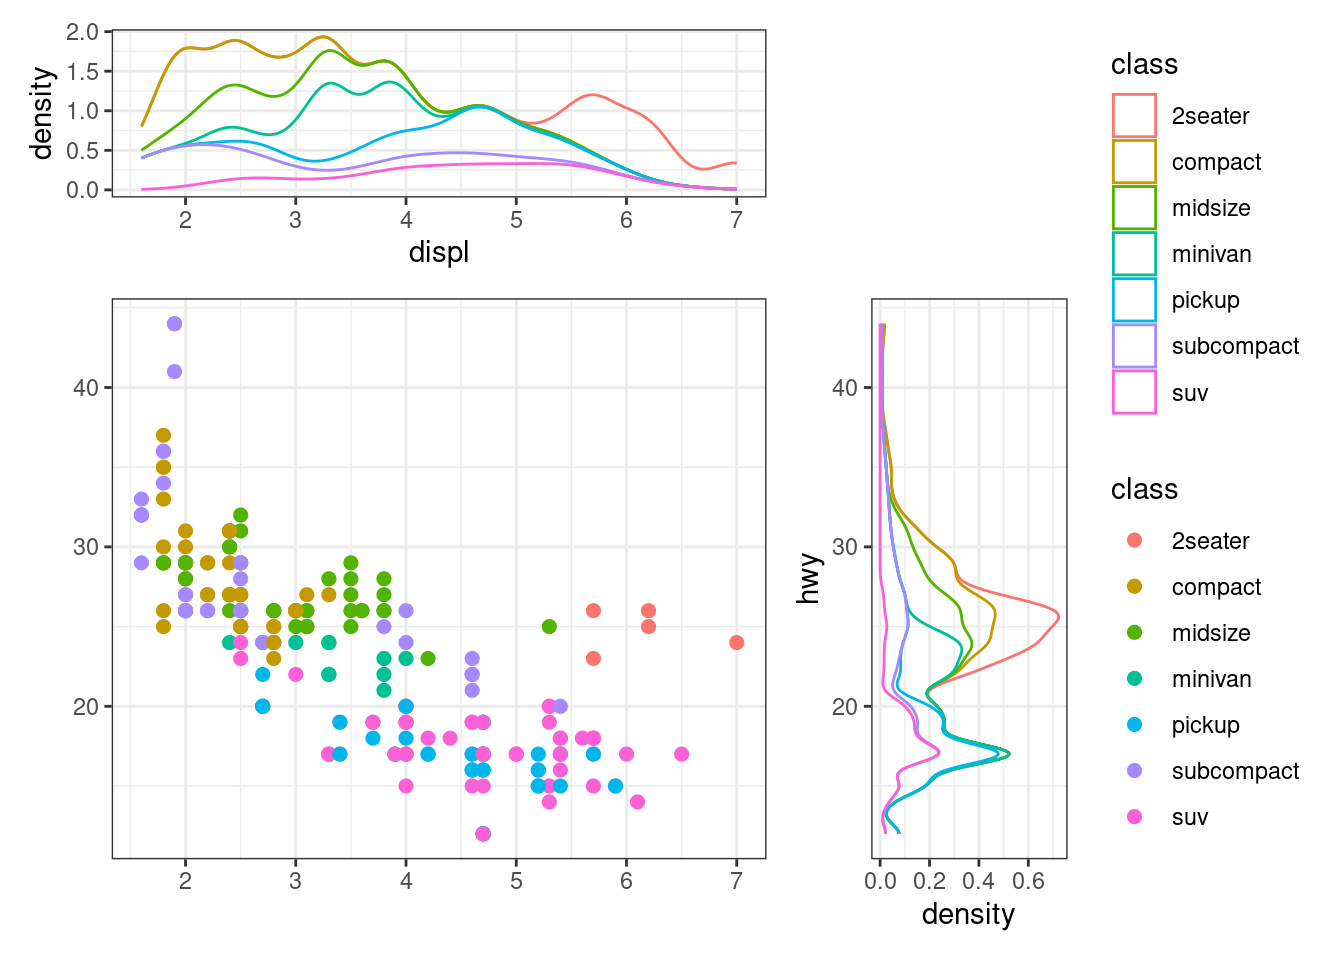 density
2.0
1.5
1.0
0.5
0.0
2 3 4 5 6 7
displ
40
30
20
2 3 4 5 6 7
hwy
40
30
20
0.0 0.2 0.4 0.6
density
class
2seater
compact
midsize
minivan
pickup
subcompact
suv
class
2seater
compact
midsize
minivan
pickup
subcompact
suv